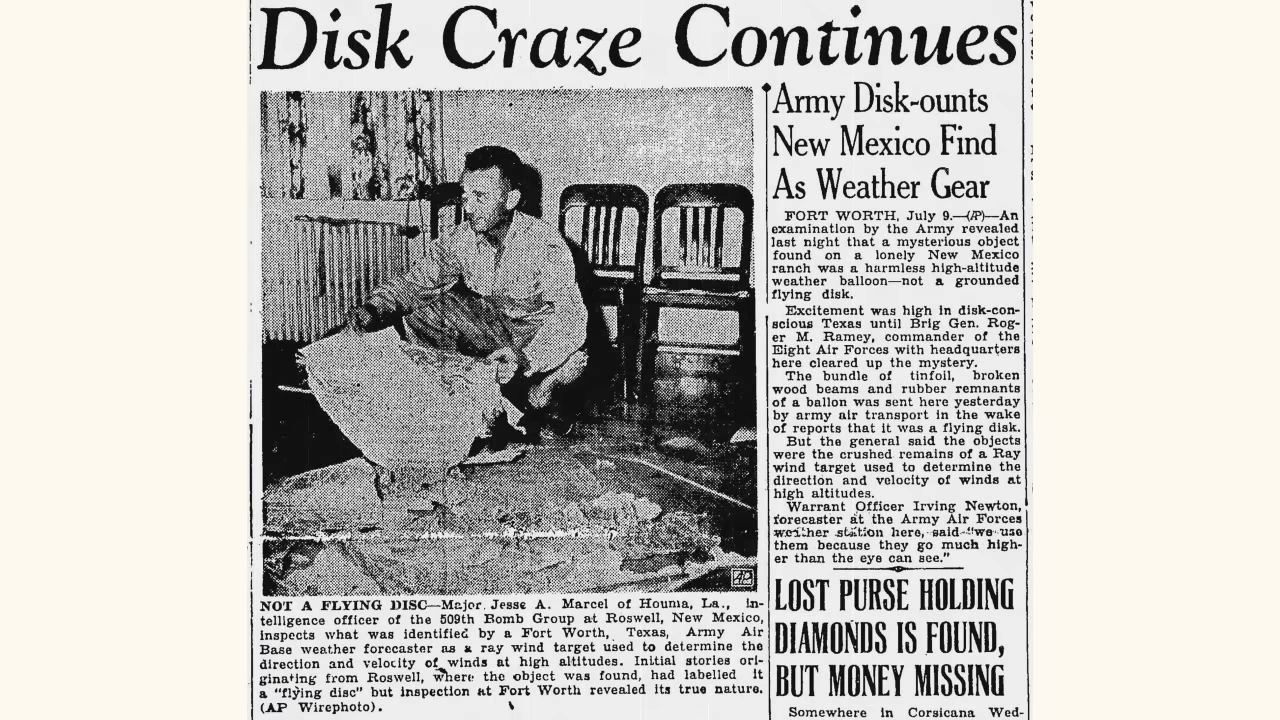 Disk Craze Continues
Army Disk-ounts
New Mexico Find
As Weather Gear
FORT WORTH, July 9.—(AP)—An
examination by the Army revealed
last night that a mysterious object
found on a lonely New Mexico
ranch was a harmless high-altitude
weather balloon—not a grounded
flying disk.
Excitement was high in disk-con-
scious Texas until Brig Gen. Rog-
er M. Ramey, commander of the
Eight Air Forces with headquarters
here cleared up the mystery.
The bundle of tinfoil, broken
wood beams and rubber remnants
of a ballon was sent here yesterday
by army air transport in the wake
of reports that it was a flying disk.
But the general said the objects
were the crushed remains of a Ray
wind target used to determine the
direction and velocity of winds at
high altitudes.
Warrant Officer Irving Newton,
forecaster at the Army Air Forces
weather station here, said "we use
them because they go much high-
er than the eye can see."
NOT A FLYING DISC—Major Jesse A. Marcel of Houma, La., in-
telligence officer of the 509th Bomb Group at Roswell, New Mexico,
inspects what was identified by a Fort Worth, Texas, Army Air
Base weather forecaster as a ray wind target used to determine the
direction and velocity of winds at high altitudes. Initial stories ori-
ginating from Roswell, where the object was found, had labelled it
a "flying disc" but inspection at Fort Worth revealed its true nature.
(AP Wirephoto).
LOST PURSE HOLDING
DIAMONDS IS FOUND,
BUT MONEY MISSING
Somewhere in Corsicana Wed-